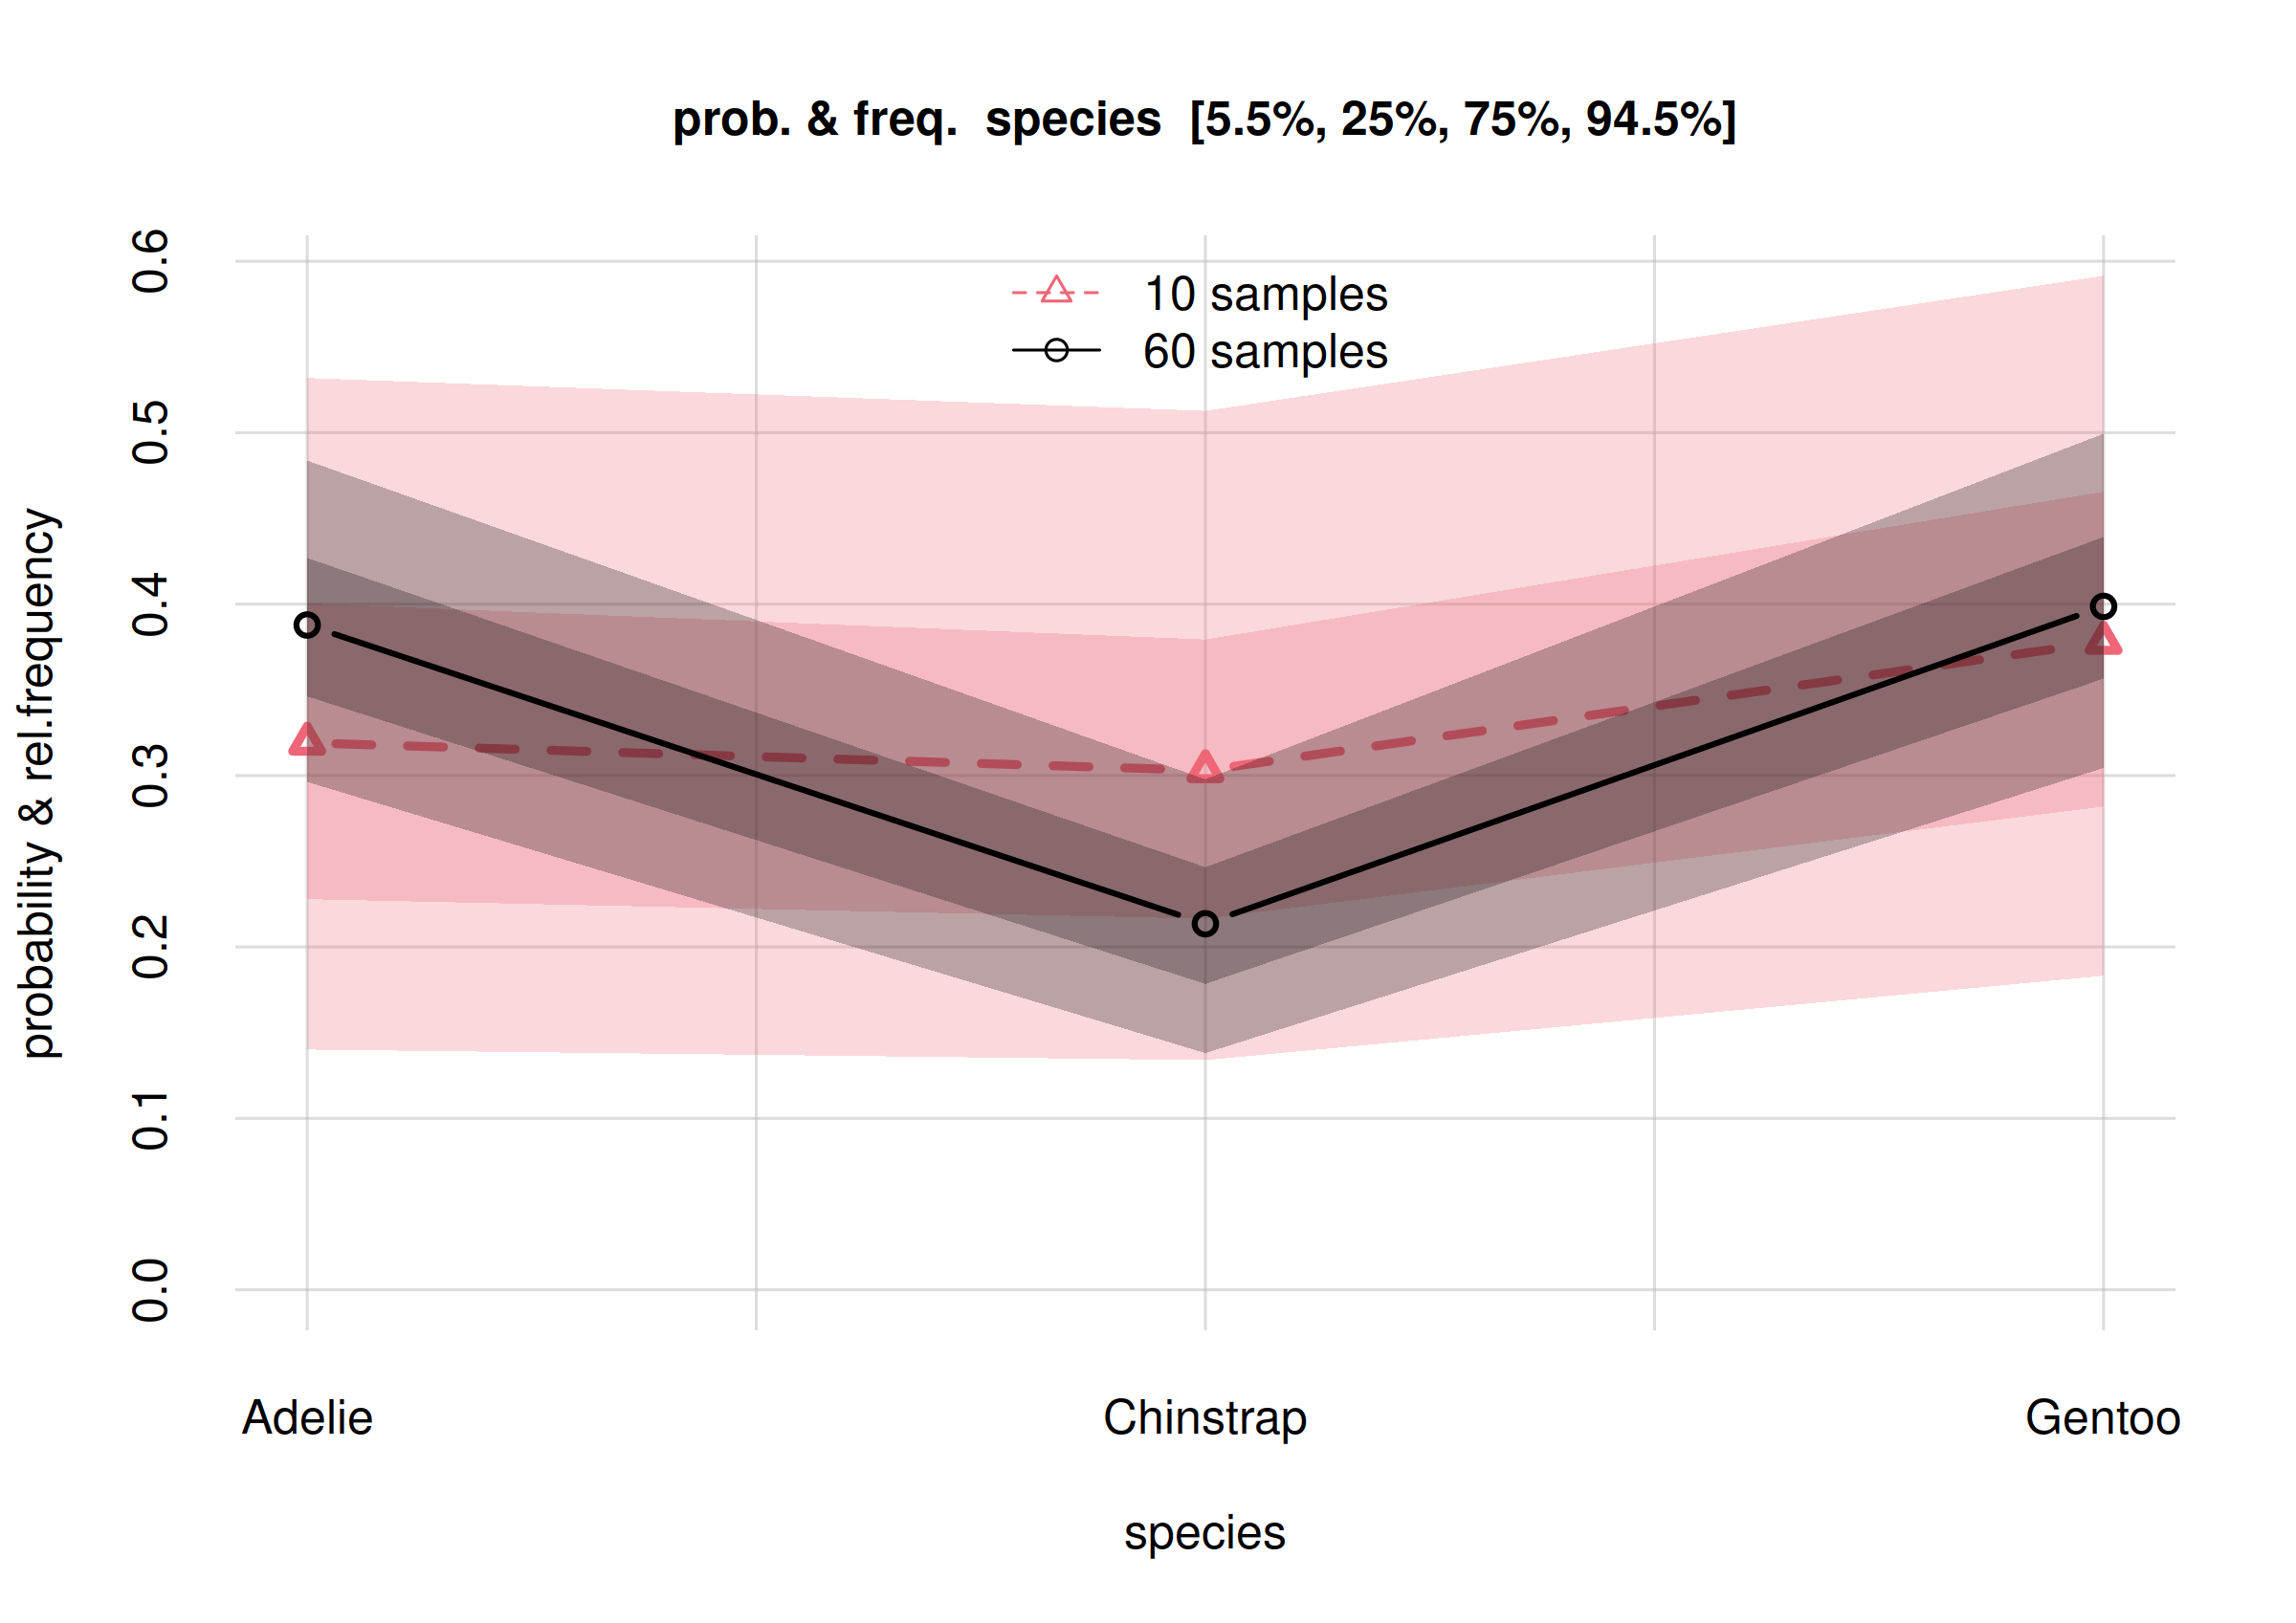 prob. & freq.  species  [5.5%, 25%, 75%, 94.5%]
10 samples
60 samples
probability & rel.frequency
0.6
0.5
0.4
0.3
0.2
0.1
0.0
Adelie
Chinstrap
Gentoo
species